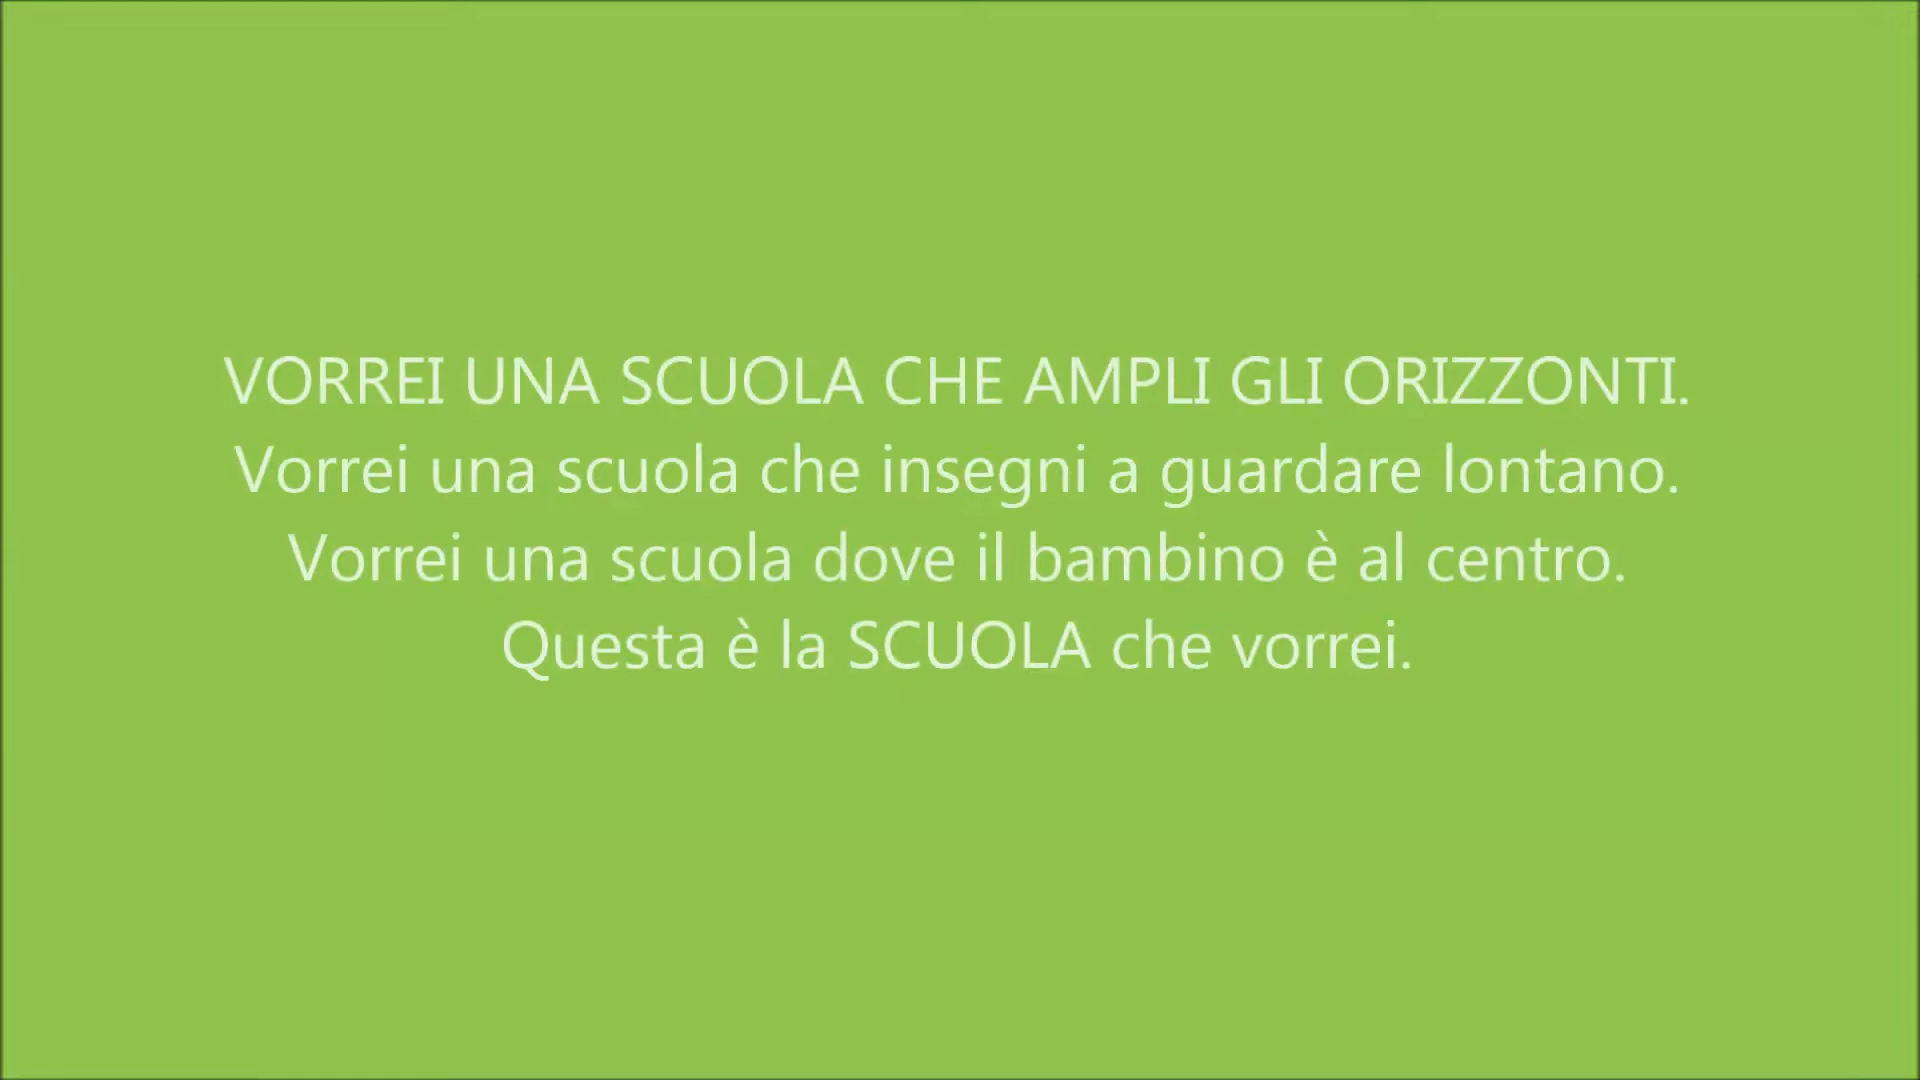 VORREI UNA SCUOLA CHE AMPLI GLI ORIZZONTI.
Vorrei una scuola che insegni a guardare lontano.
Vorrei una scuola dove il bambino è al centro.
Questa è la SCUOLA che vorrei.